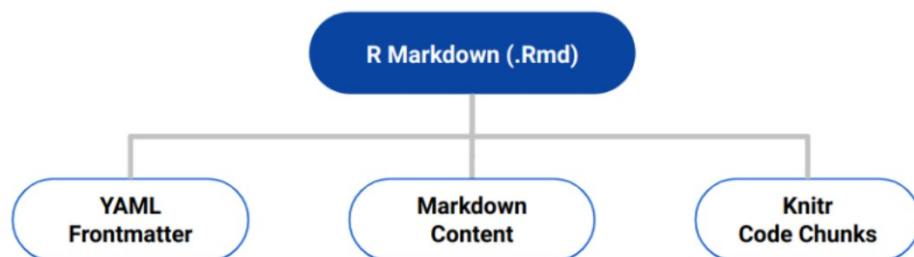 R Markdown (.Rmd)
YAML
Frontmatter
Markdown
Content
Knitr
Code Chunks